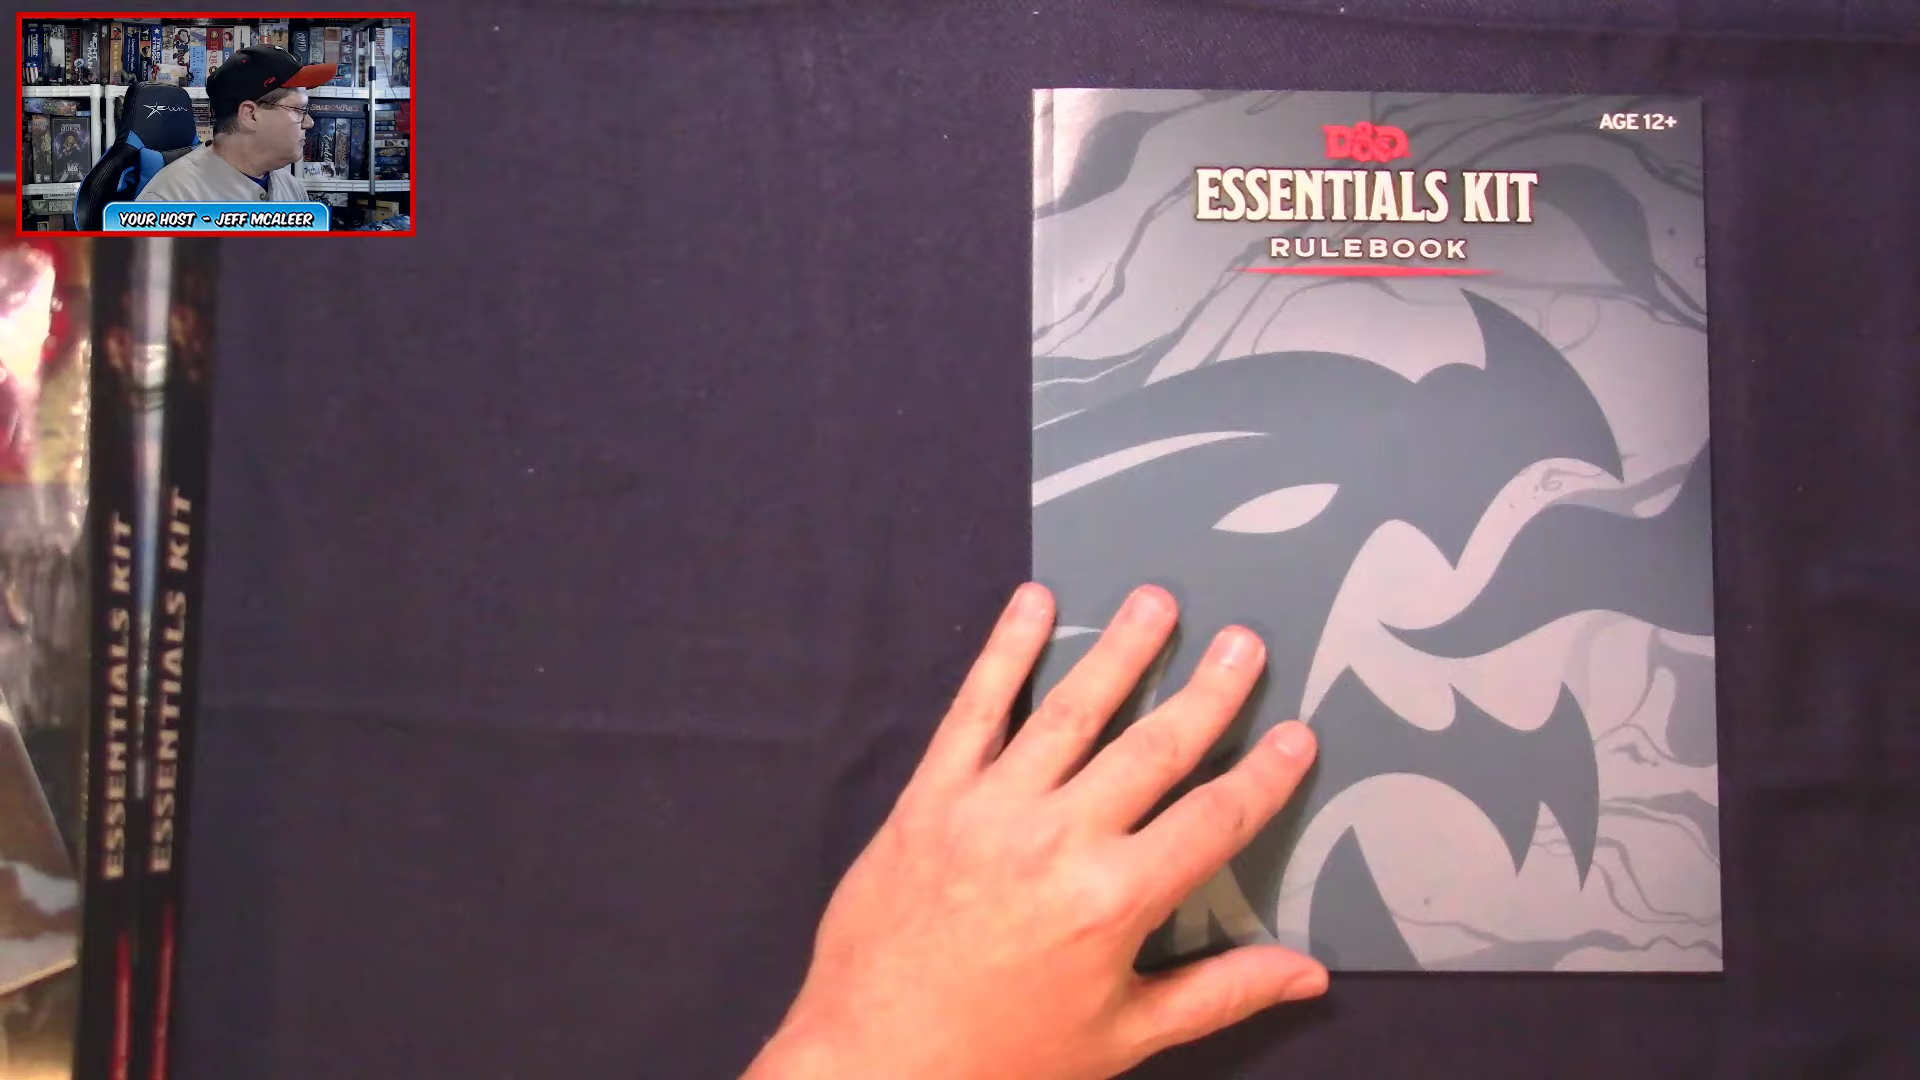 YOUR HOST - JEFF MCALEER
AGE 12+
D&D
ESSENTIALS KIT
RULEBOOK
ESSENTIALS KIT
ESSENTIALS KIT